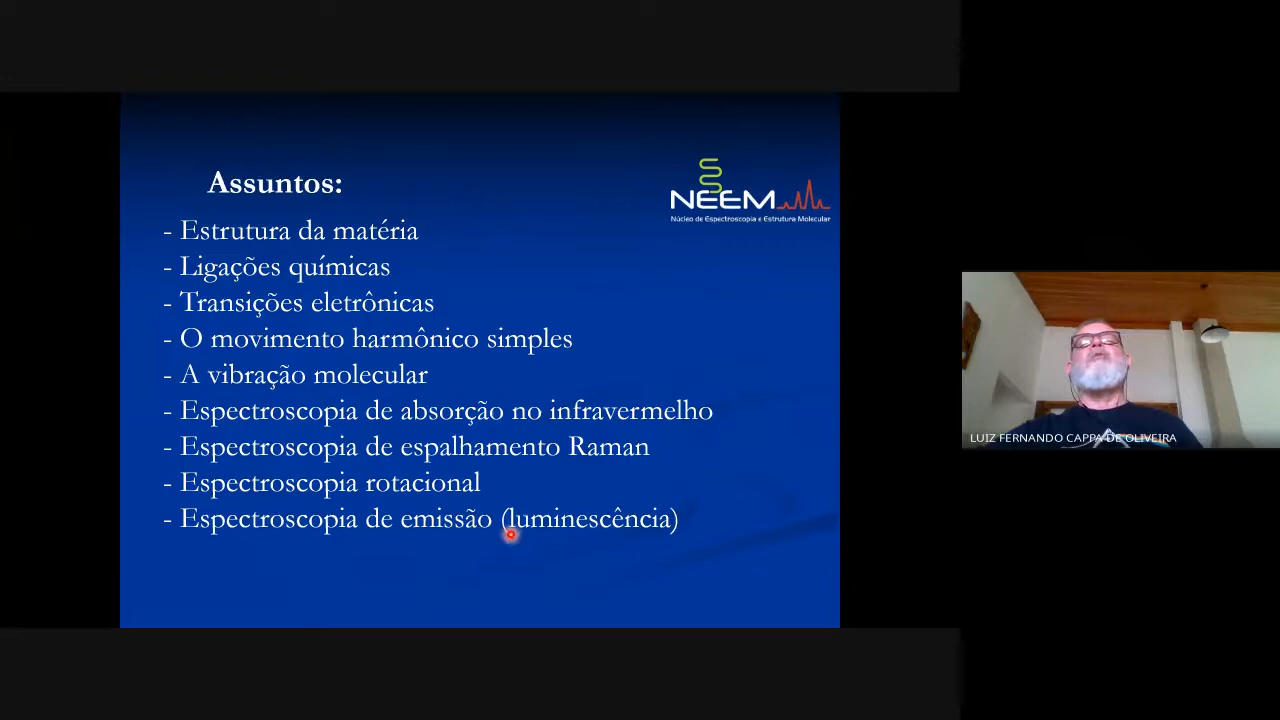 Assuntos:
NEEM
Núcleo de Espectroscopia e Estrutura Molecular
- Estrutura da matéria
- Ligações químicas
- Transições eletrônicas
- O movimento harmônico simples
- A vibração molecular
- Espectroscopia de absorção no infravermelho
- Espectroscopia de espalhamento Raman
- Espectroscopia rotacional
- Espectroscopia de emissão (luminescência)
LUIZ FERNANDO CAPPA DE OLIVEIRA